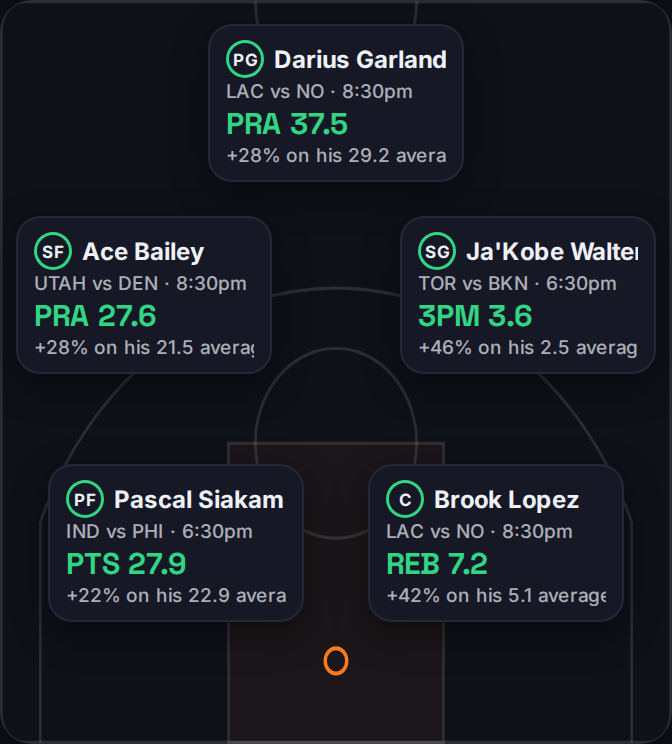 PG Darius Garland
LAC vs NO · 8:30pm
PRA 37.5
+28% on his 29.2 avera
SF Ace Bailey
UTAH vs DEN · 8:30pm
PRA 27.6
+28% on his 21.5 averag
SG Ja'Kobe Walter
TOR vs BKN · 6:30pm
3PM 3.6
+46% on his 2.5 averag
PF Pascal Siakam
IND vs PHI · 6:30pm
PTS 27.9
+22% on his 22.9 avera
C Brook Lopez
LAC vs NO · 8:30pm
REB 7.2
+42% on his 5.1 average